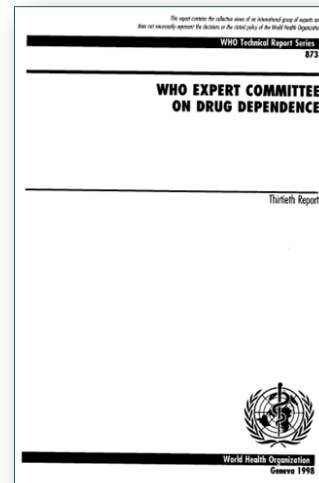 This report contains the collective views of an international group of experts an
does not necessarily represent the decisions or the stated policy of the World Health Organizatio
WHO Technical Report Series
873
WHO EXPERT COMMITTEE
ON DRUG DEPENDENCE
Thirtieth Report
World Health Organization
Geneva 1998